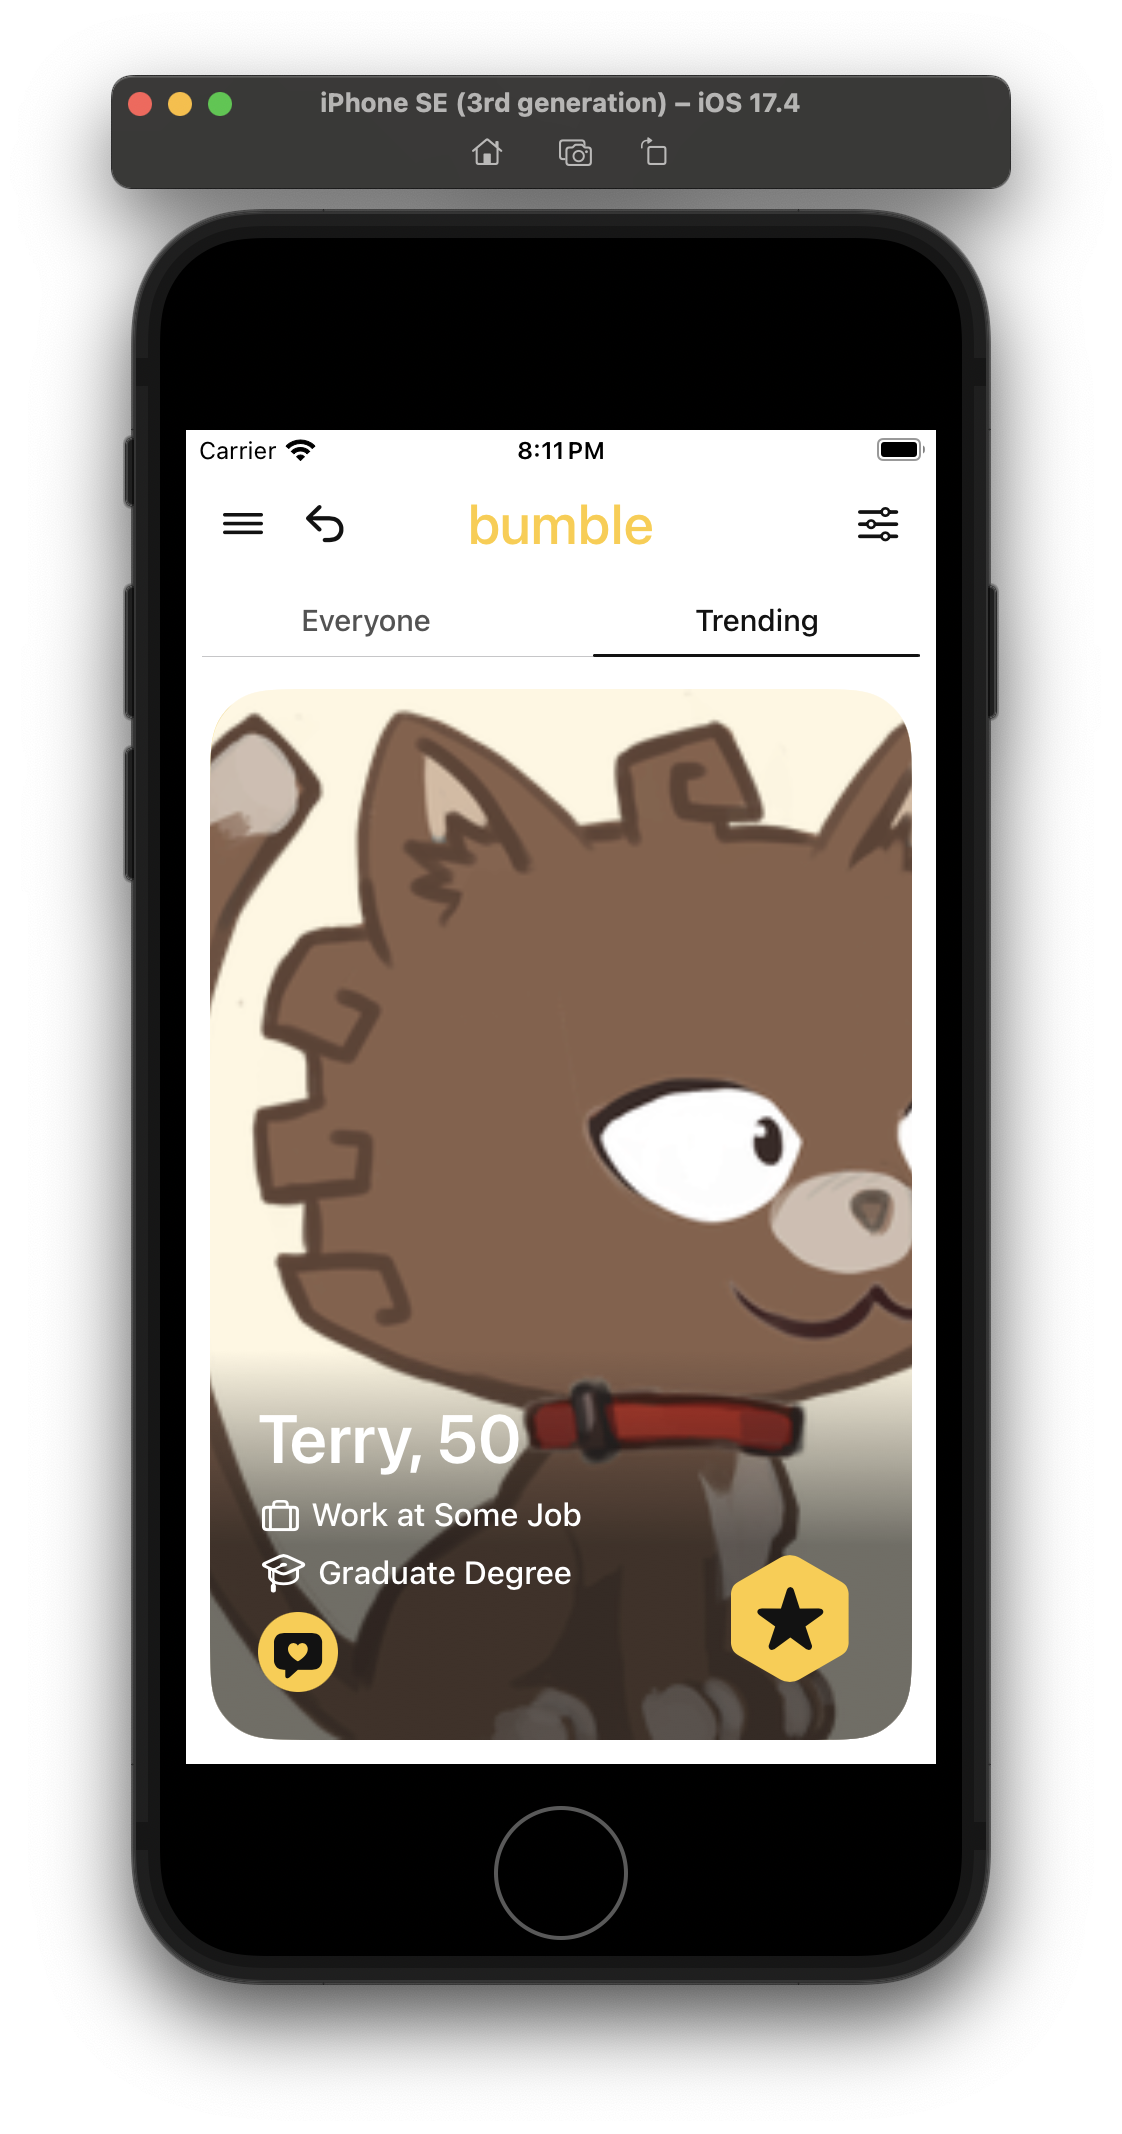 iPhone SE (3rd generation) – iOS 17.4
Carrier 8:11 PM
bumble
Everyone Trending
Terry, 50
Work at Some Job
Graduate Degree